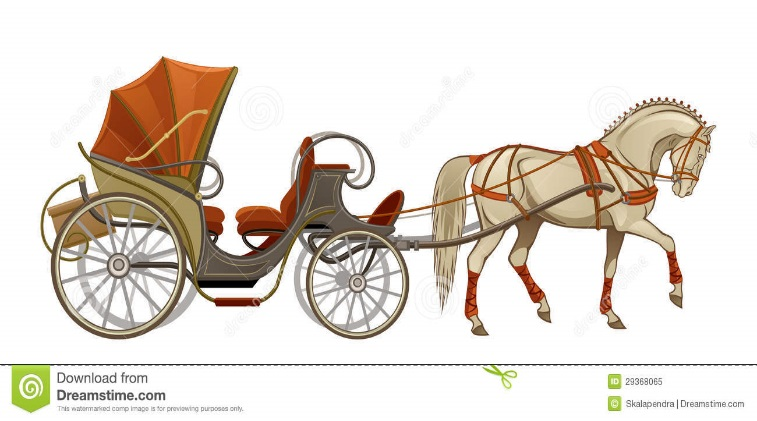 Download from
Dreamstime.com
This watermarked comp image is for previewing purposes only.
ID 29368065
© Skalapendra | Dreamstime.com